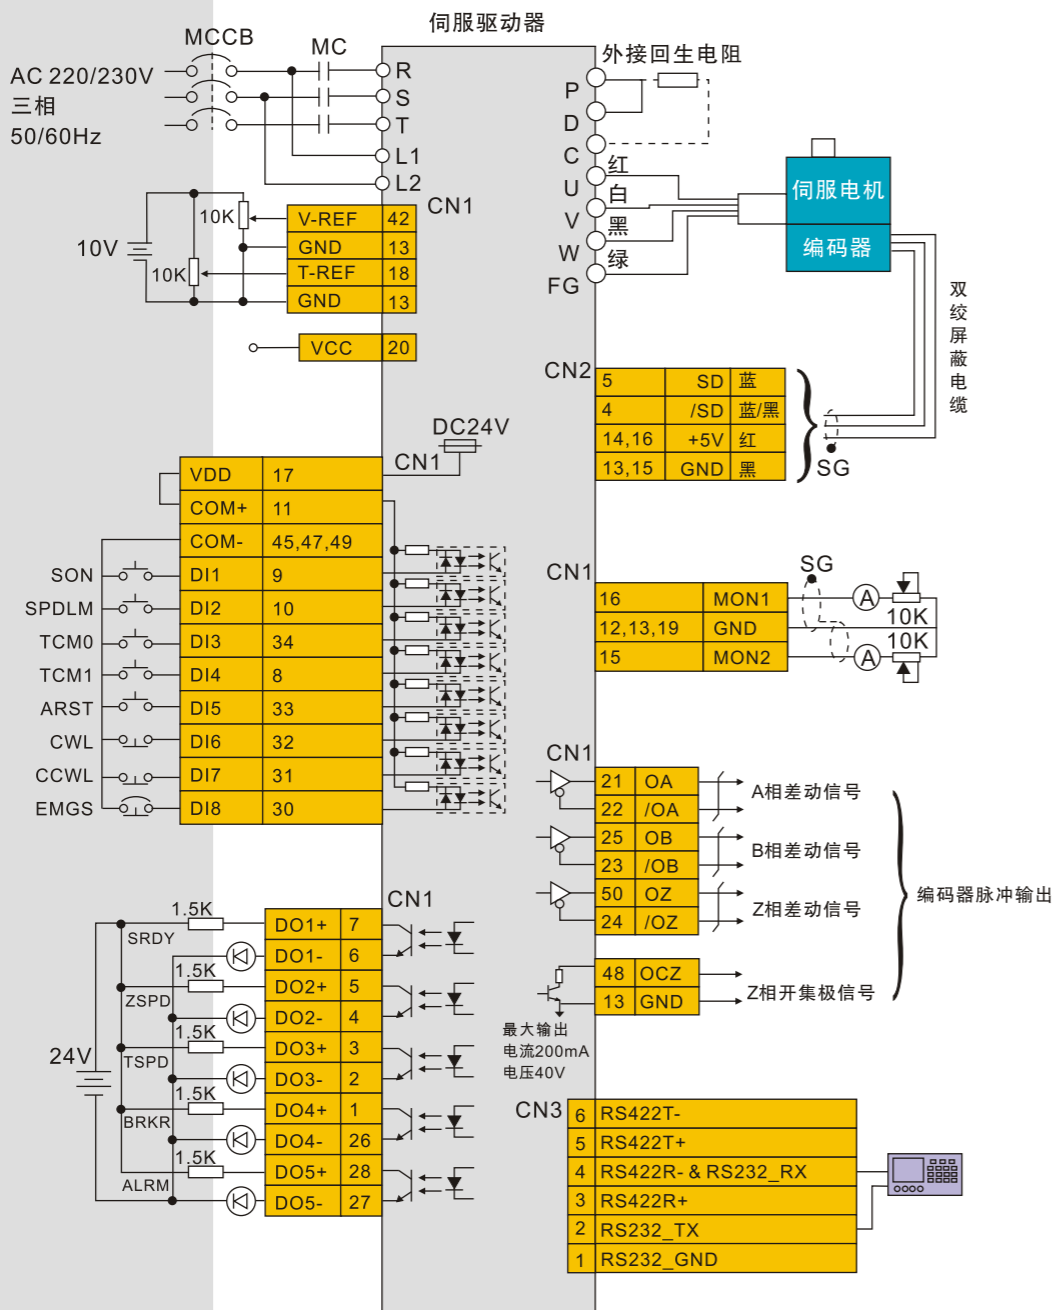 伺服驱动器
MCCB
MC
AC 220/230V
三相
50/60Hz
R
S
T
L1
L2
外接回生电阻
P
D
C
U
V
W
FG
红
白
黑
绿
伺服电机
编码器
双绞屏蔽电缆
CN1
10V
10K
10K
V-REF 42
GND 13
T-REF 18
GND 13
VCC 20
CN2
5 SD 蓝
4 /SD 蓝/黑
14,16 +5V 红
13,15 GND 黑
SG
DC24V
CN1
VDD 17
COM+ 11
COM- 45,47,49
SON DI1 9
SPDLM DI2 10
TCM0 DI3 34
TCM1 DI4 8
ARST DI5 33
CWL DI6 32
CCWL DI7 31
EMGS DI8 30
CN1
SG
16 MON1
12,13,19 GND
15 MON2
A
10K
10K
A
CN1
21 OA
22 /OA
A相差动信号
25 OB
23 /OB
B相差动信号
50 OZ
24 /OZ
Z相差动信号
48 OCZ
13 GND
Z相开集极信号
编码器脉冲输出
最大输出
电流200mA
电压40V
CN1
24V
1.5K
SRDY
DO1+ 7
DO1- 6
1.5K
ZSPD
DO2+ 5
DO2- 4
1.5K
TSPD
DO3+ 3
DO3- 2
1.5K
BRKR
DO4+ 1
DO4- 26
1.5K
ALRM
DO5+ 28
DO5- 27
CN3
6 RS422T-
5 RS422T+
4 RS422R- & RS232_RX
3 RS422R+
2 RS232_TX
1 RS232_GND